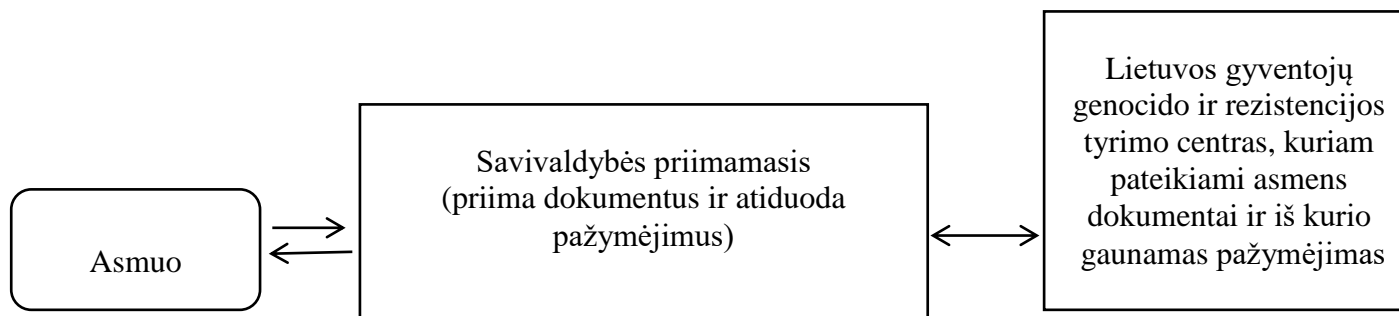 Asmuo
Savivaldybės priimamasis
(priima dokumentus ir atiduoda
pažymėjimus)
Lietuvos gyventojų
genocido ir rezistencijos
tyrimo centras, kuriam
pateikiami asmens
dokumentai ir iš kurio
gaunamas pažymėjimas